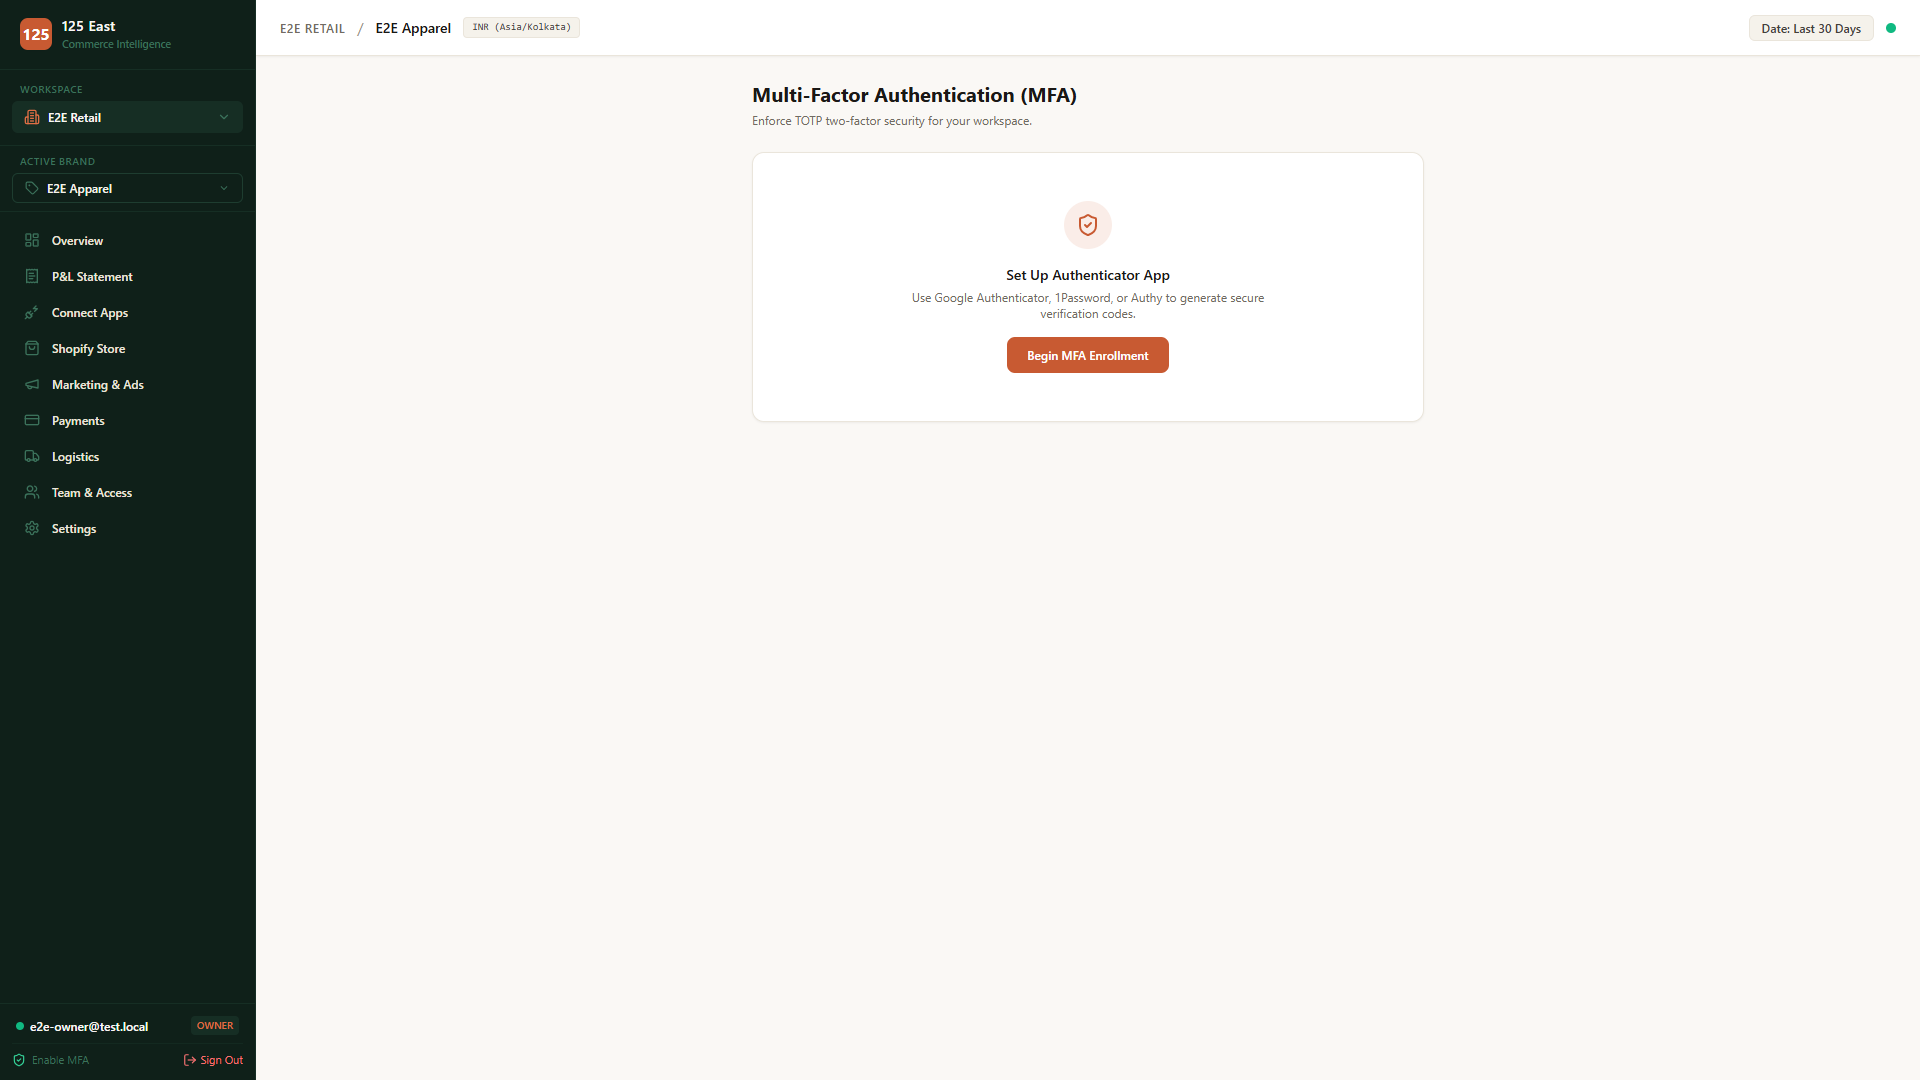 125
125 East
Commerce Intelligence
WORKSPACE
E2E Retail
ACTIVE BRAND
E2E Apparel
Overview
P&L Statement
Connect Apps
Shopify Store
Marketing & Ads
Payments
Logistics
Team & Access
Settings
e2e-owner@test.local
OWNER
Enable MFA
Sign Out
E2E RETAIL / E2E Apparel
INR (Asia/Kolkata)
Date: Last 30 Days
Multi-Factor Authentication (MFA)
Enforce TOTP two-factor security for your workspace.
Set Up Authenticator App
Use Google Authenticator, 1Password, or Authy to generate secure
verification codes.
Begin MFA Enrollment